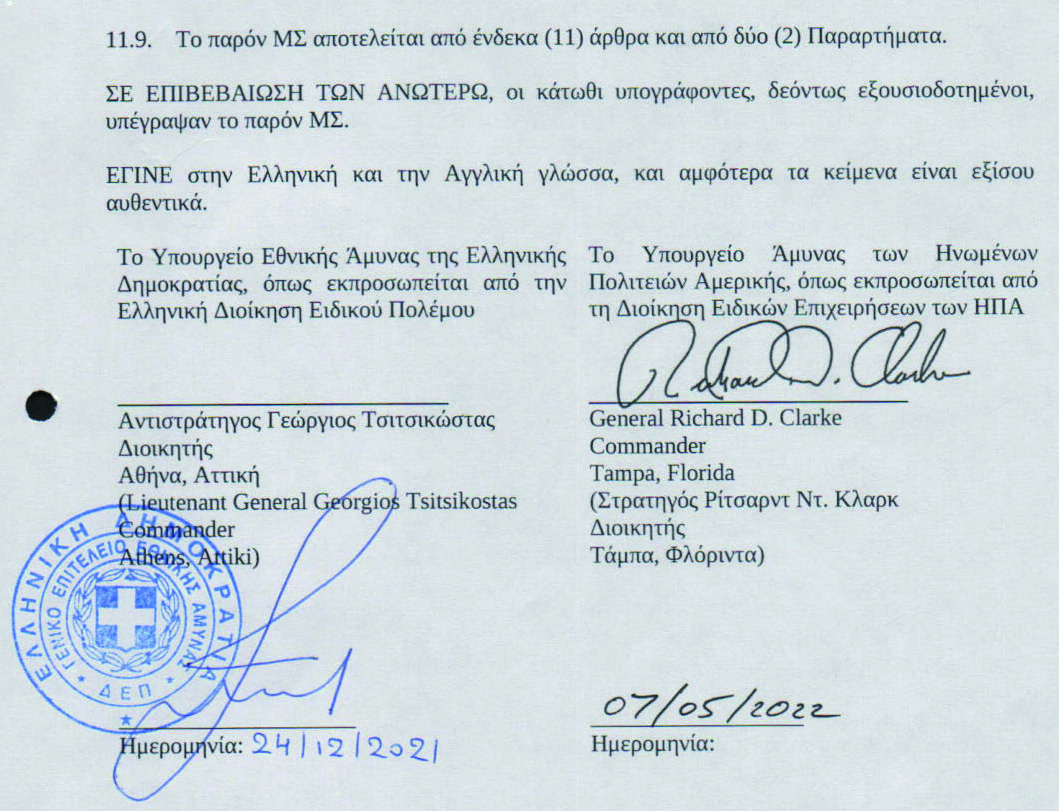 11.9. Το παρόν ΜΣ αποτελείται από ένδεκα (11) άρθρα και από δύο (2) Παραρτήματα.
ΣΕ ΕΠΙΒΕΒΑΙΩΣΗ ΤΩΝ ΑΝΩΤΕΡΩ, οι κάτωθι υπογράφοντες, δεόντως εξουσιοδοτημένοι,
υπέγραψαν το παρόν ΜΣ.
ΕΓΙΝΕ στην Ελληνική και την Αγγλική γλώσσα, και αμφότερα τα κείμενα είναι εξίσου
αυθεντικά.
Το Υπουργείο Εθνικής Άμυνας της Ελληνικής
Δημοκρατίας, όπως εκπροσωπείται από την
Ελληνική Διοίκηση Ειδικού Πολέμου
Αντιστράτηγος Γεώργιος Τσιτσικώστας
Διοικητής
Αθήνα, Αττική
(Lieutenant General Georgios Tsitsikostas
Commander
Athens, Attiki)
ΕΛΛΗΝΙΚΗ ΔΗΜΟΚΡΑΤΙΑ
ΓΕΝΙΚΟ ΕΠΙΤΕΛΕΙΟ ΕΘΝΙΚΗΣ ΑΜΥΝΑΣ
ΔΕΠ
Ημερομηνία: 24/12/2021
Το Υπουργείο Άμυνας των Ηνωμένων
Πολιτειών Αμερικής, όπως εκπροσωπείται από
τη Διοίκηση Ειδικών Επιχειρήσεων των ΗΠΑ
Richard D. Clarke
General Richard D. Clarke
Commander
Tampa, Florida
(Στρατηγός Ρίτσαρντ Ντ. Κλαρκ
Διοικητής
Τάμπα, Φλόριντα)
07/05/2022
Ημερομηνία: